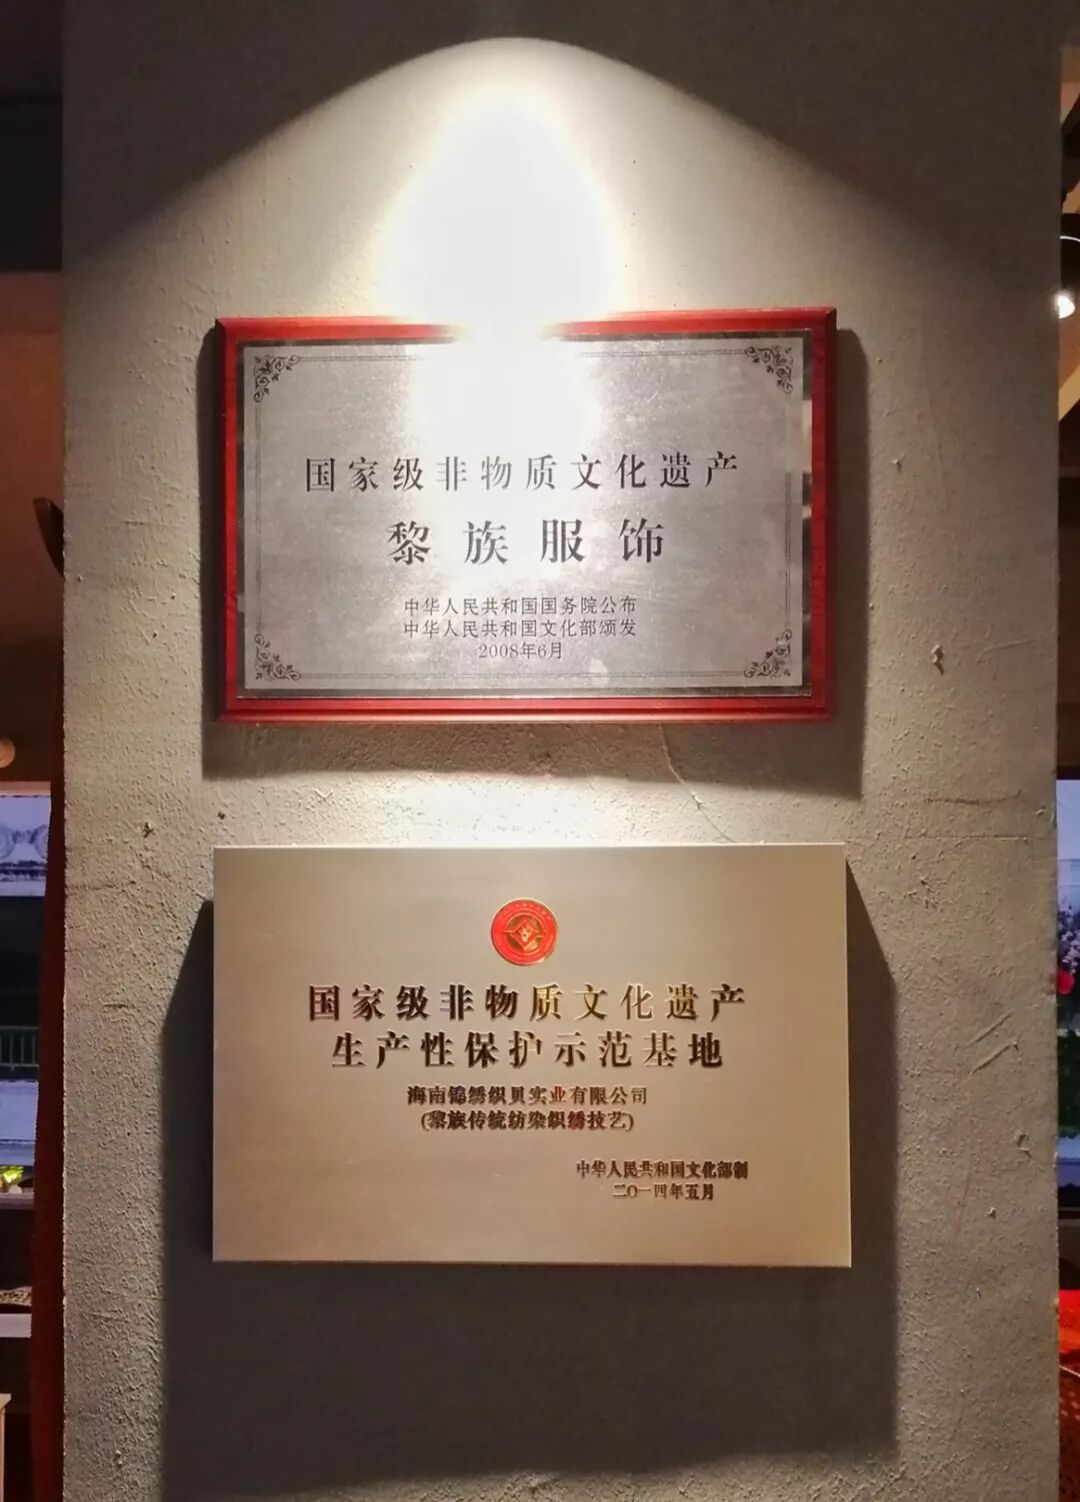 国家级非物质文化遗产
黎族服饰
中华人民共和国国务院公布
中华人民共和国文化部颁发
2008年6月
国家级非物质文化遗产
生产性保护示范基地
海南锦绣织贝实业有限公司
(黎族传统纺染织绣技艺)
中华人民共和国文化部制
二〇一四年五月